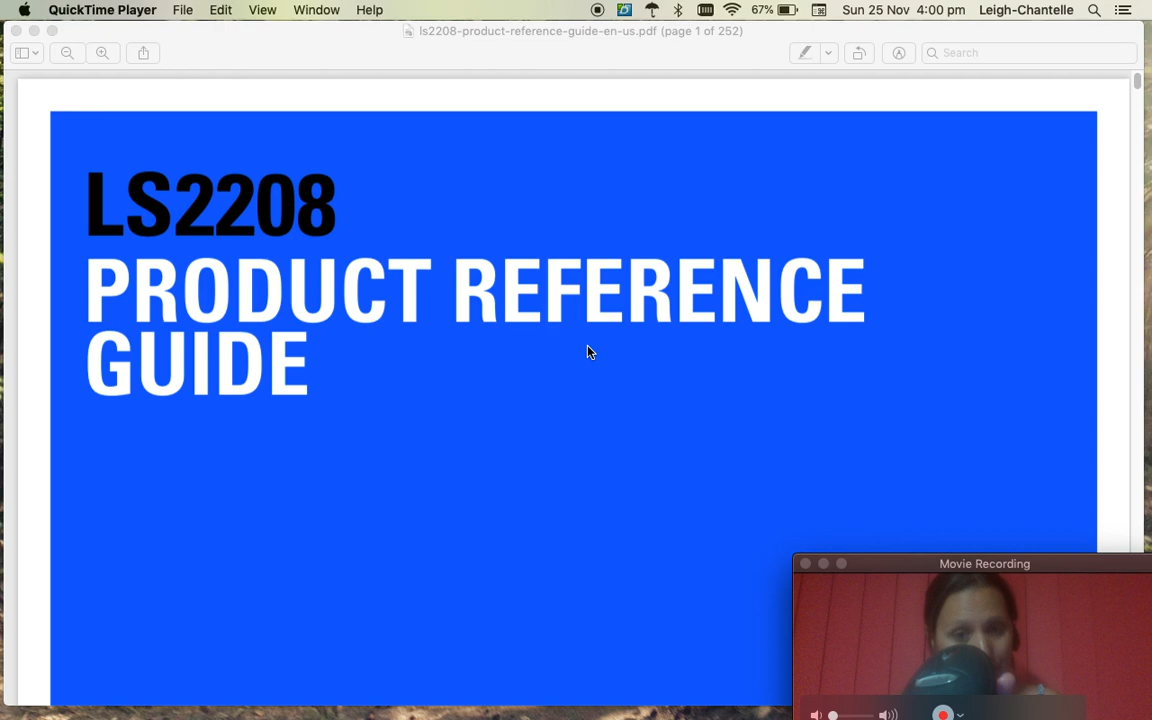 QuickTime Player File Edit View Window Help 67% Sun 25 Nov 4:00 pm Leigh-Chantelle
ls2208-product-reference-guide-en-us.pdf (page 1 of 252)
Search
LS2208
PRODUCT REFERENCE
GUIDE
Movie Recording